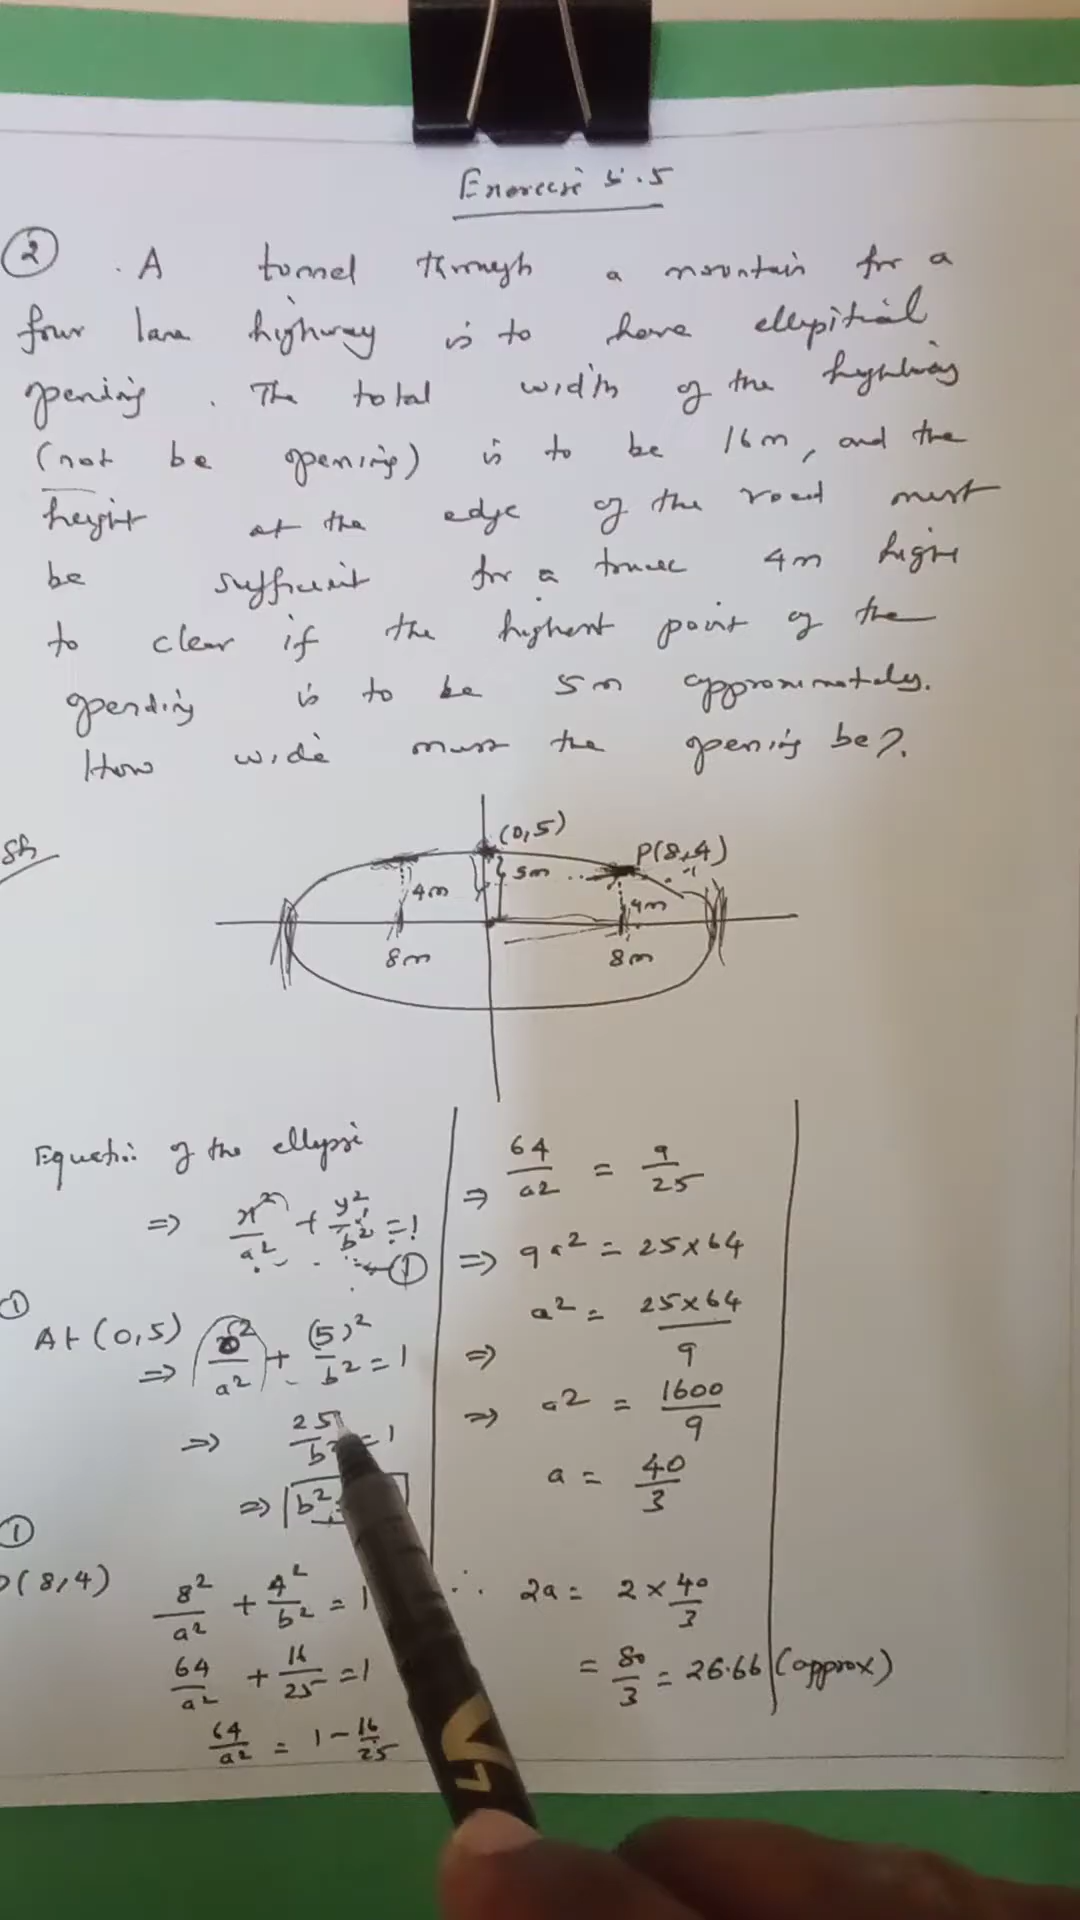 Exercise 5.5
② . A tunnel through a mountain for a
four lane highway is to have elliptical
opening . The total width of the highway
(not be opening) is to be 16m, and the
height at the edge of the road must
be sufficient for a truck 4m high
to clear if the highest point of the
opending is to be 5m approximately.
How wide must the opening be?
Sh
(0,5)
P(8,4)
4m 5m 4m
8m 8m
Equation of the ellipse
⇒ x²/a² + y²/b² = 1
①
① At (0,5)
⇒ 0²/a² + (5)²/b² = 1
⇒ 25/b² = 1
⇒ b²
①
(8,4) 8²/a² + 4²/b² = 1
64/a² + 16/25 = 1
64/a² = 1 - 16/25
⇒ 64/a2 = 9/25
⇒ 9a² = 25×64
a² = 25×64/9
⇒
⇒ a2 = 1600/9
a = 40/3
∴ 2a = 2 × 40/3
= 80/3 = 26.66 (approx)
V7